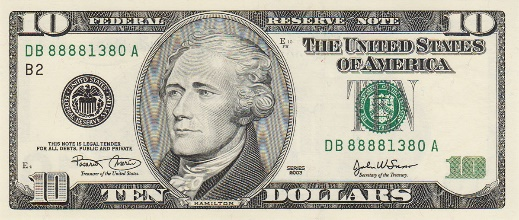 10 FEDERAL RESERVE NOTE 10
DB 88881380 A
THE UNITED STATES
OF AMERICA
B2
TEN
THIS NOTE IS LEGAL TENDER
FOR ALL DEBTS, PUBLIC AND PRIVATE
DB 88881380 A
Treasurer of the United States.
SERIES
2003
Secretary of the Treasury.
10
HAMILTON
10 TEN DOLLARS